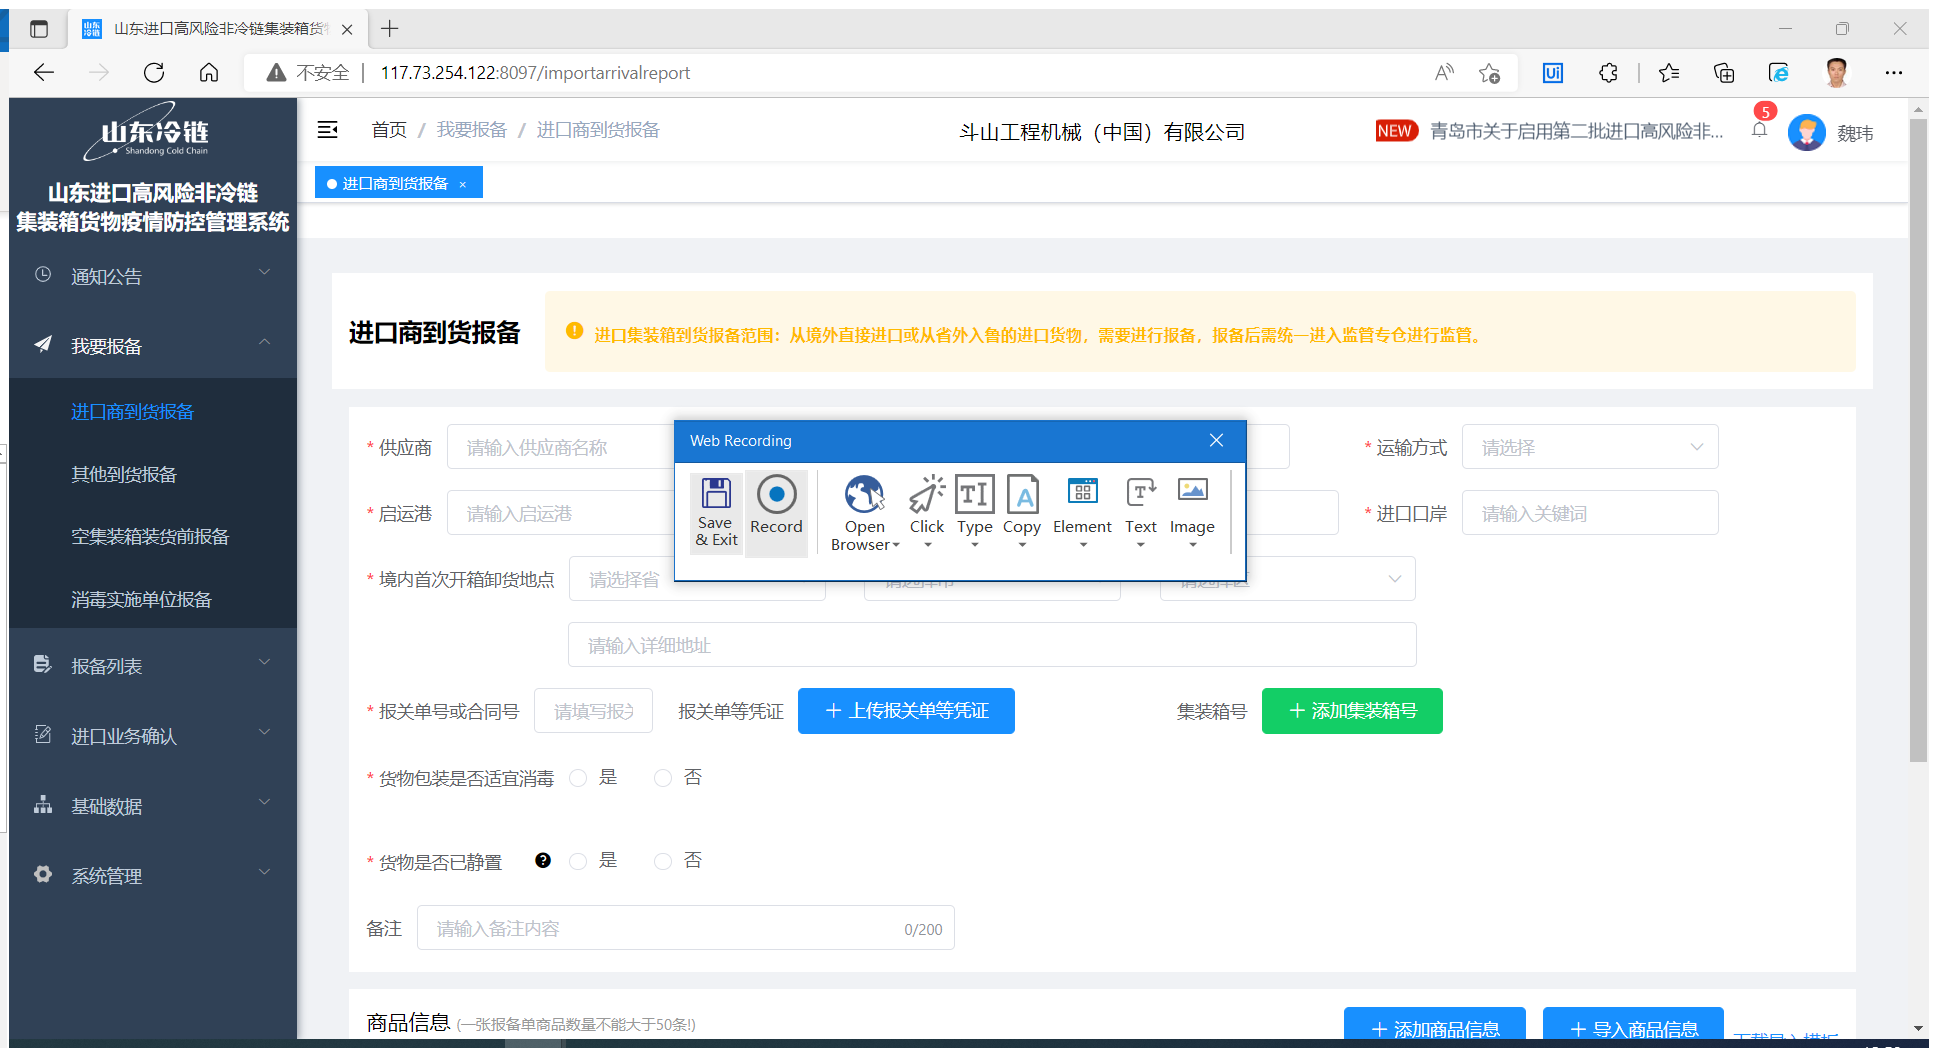 山东进口高风险非冷链集装箱货
不安全
117.73.254.122:8097/importarrivalreport
山东冷链
Shandong Cold Chain
山东进口高风险非冷链
集装箱货物疫情防控管理系统
通知公告
我要报备
进口商到货报备
其他到货报备
空集装箱装货前报备
消毒实施单位报备
报备列表
进口业务确认
基础数据
系统管理
首页 / 我要报备 / 进口商到货报备
斗山工程机械（中国）有限公司
NEW 青岛市关于启用第二批进口高风险非...
5
魏玮
进口商到货报备 ×
进口商到货报备
进口集装箱到货报备范围：从境外直接进口或从省外入鲁的进口货物，需要进行报备，报备后需统一进入监管专仓进行监管。
* 供应商 请输入供应商名称
* 运输方式 请选择
* 启运港 请输入启运港
* 进口口岸 请输入关键词
* 境内首次开箱卸货地点 请选择省
请输入详细地址
Web Recording
Save & Exit
Record
Open Browser
Click
Type
Copy
Element
Text
Image
* 报关单号或合同号 请填写报关
报关单等凭证 + 上传报关单等凭证
集装箱号 + 添加集装箱号
* 货物包装是否适宜消毒 是 否
* 货物是否已静置 ? 是 否
备注 请输入备注内容 0/200
商品信息 (一张报备单商品数量不能大于50条!)
+ 添加商品信息
+ 导入商品信息